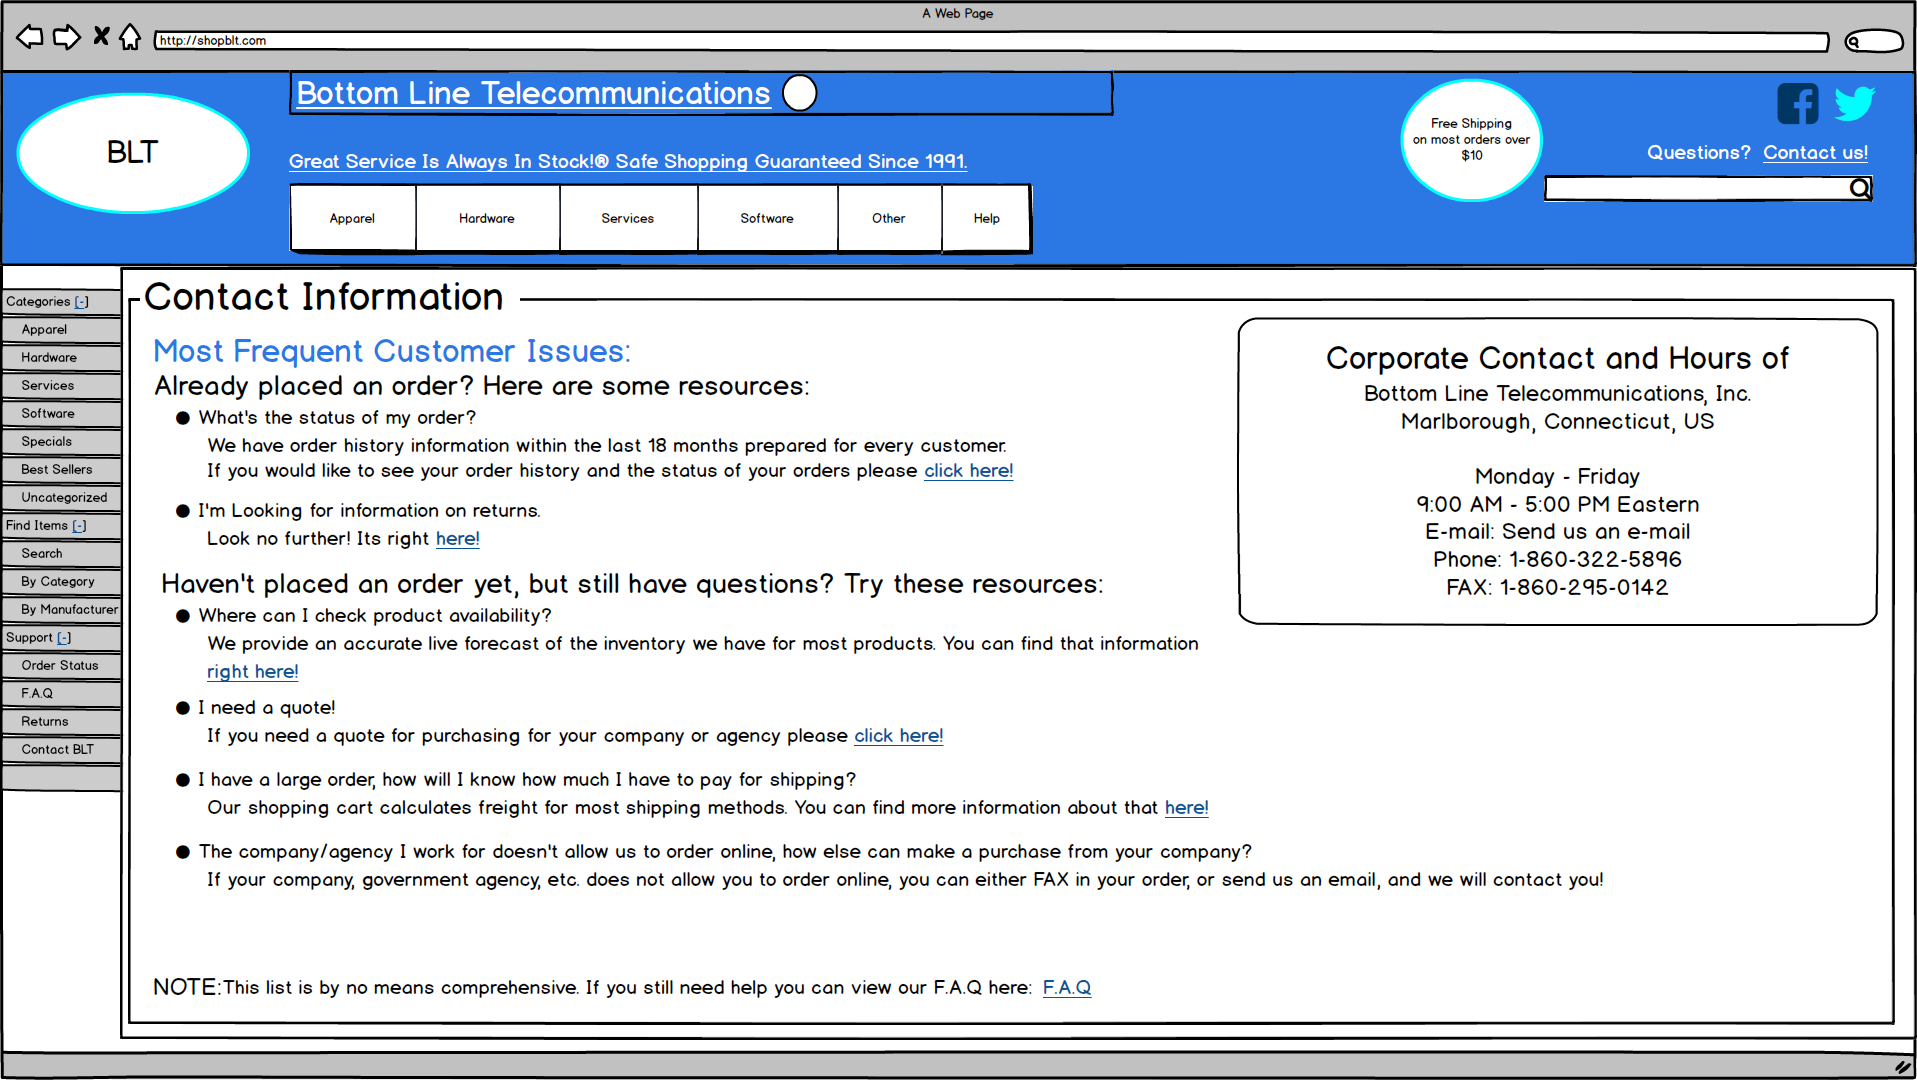 A Web Page
http://shopblt.com
BLT
Bottom Line Telecommunications
Great Service Is Always In Stock!® Safe Shopping Guaranteed Since 1991.
Free Shipping
on most orders over
$10
Questions? Contact us!
Apparel Hardware Services Software Other Help
Categories [-]
Apparel
Hardware
Services
Software
Specials
Best Sellers
Uncategorized
Find Items [-]
Search
By Category
By Manufacturer
Support [-]
Order Status
F.A.Q
Returns
Contact BLT
Contact Information
Most Frequent Customer Issues:
Already placed an order? Here are some resources:
● What's the status of my order?
We have order history information within the last 18 months prepared for every customer.
If you would like to see your order history and the status of your orders please click here!
● I'm Looking for information on returns.
Look no further! Its right here!
Haven't placed an order yet, but still have questions? Try these resources:
● Where can I check product availability?
We provide an accurate live forecast of the inventory we have for most products. You can find that information
right here!
● I need a quote!
If you need a quote for purchasing for your company or agency please click here!
● I have a large order, how will I know how much I have to pay for shipping?
Our shopping cart calculates freight for most shipping methods. You can find more information about that here!
● The company/agency I work for doesn't allow us to order online, how else can make a purchase from your company?
If your company, government agency, etc. does not allow you to order online, you can either FAX in your order, or send us an email, and we will contact you!
NOTE:This list is by no means comprehensive. If you still need help you can view our F.A.Q here: F.A.Q
Corporate Contact and Hours of
Bottom Line Telecommunications, Inc.
Marlborough, Connecticut, US
Monday - Friday
9:00 AM - 5:00 PM Eastern
E-mail: Send us an e-mail
Phone: 1-860-322-5896
FAX: 1-860-295-0142